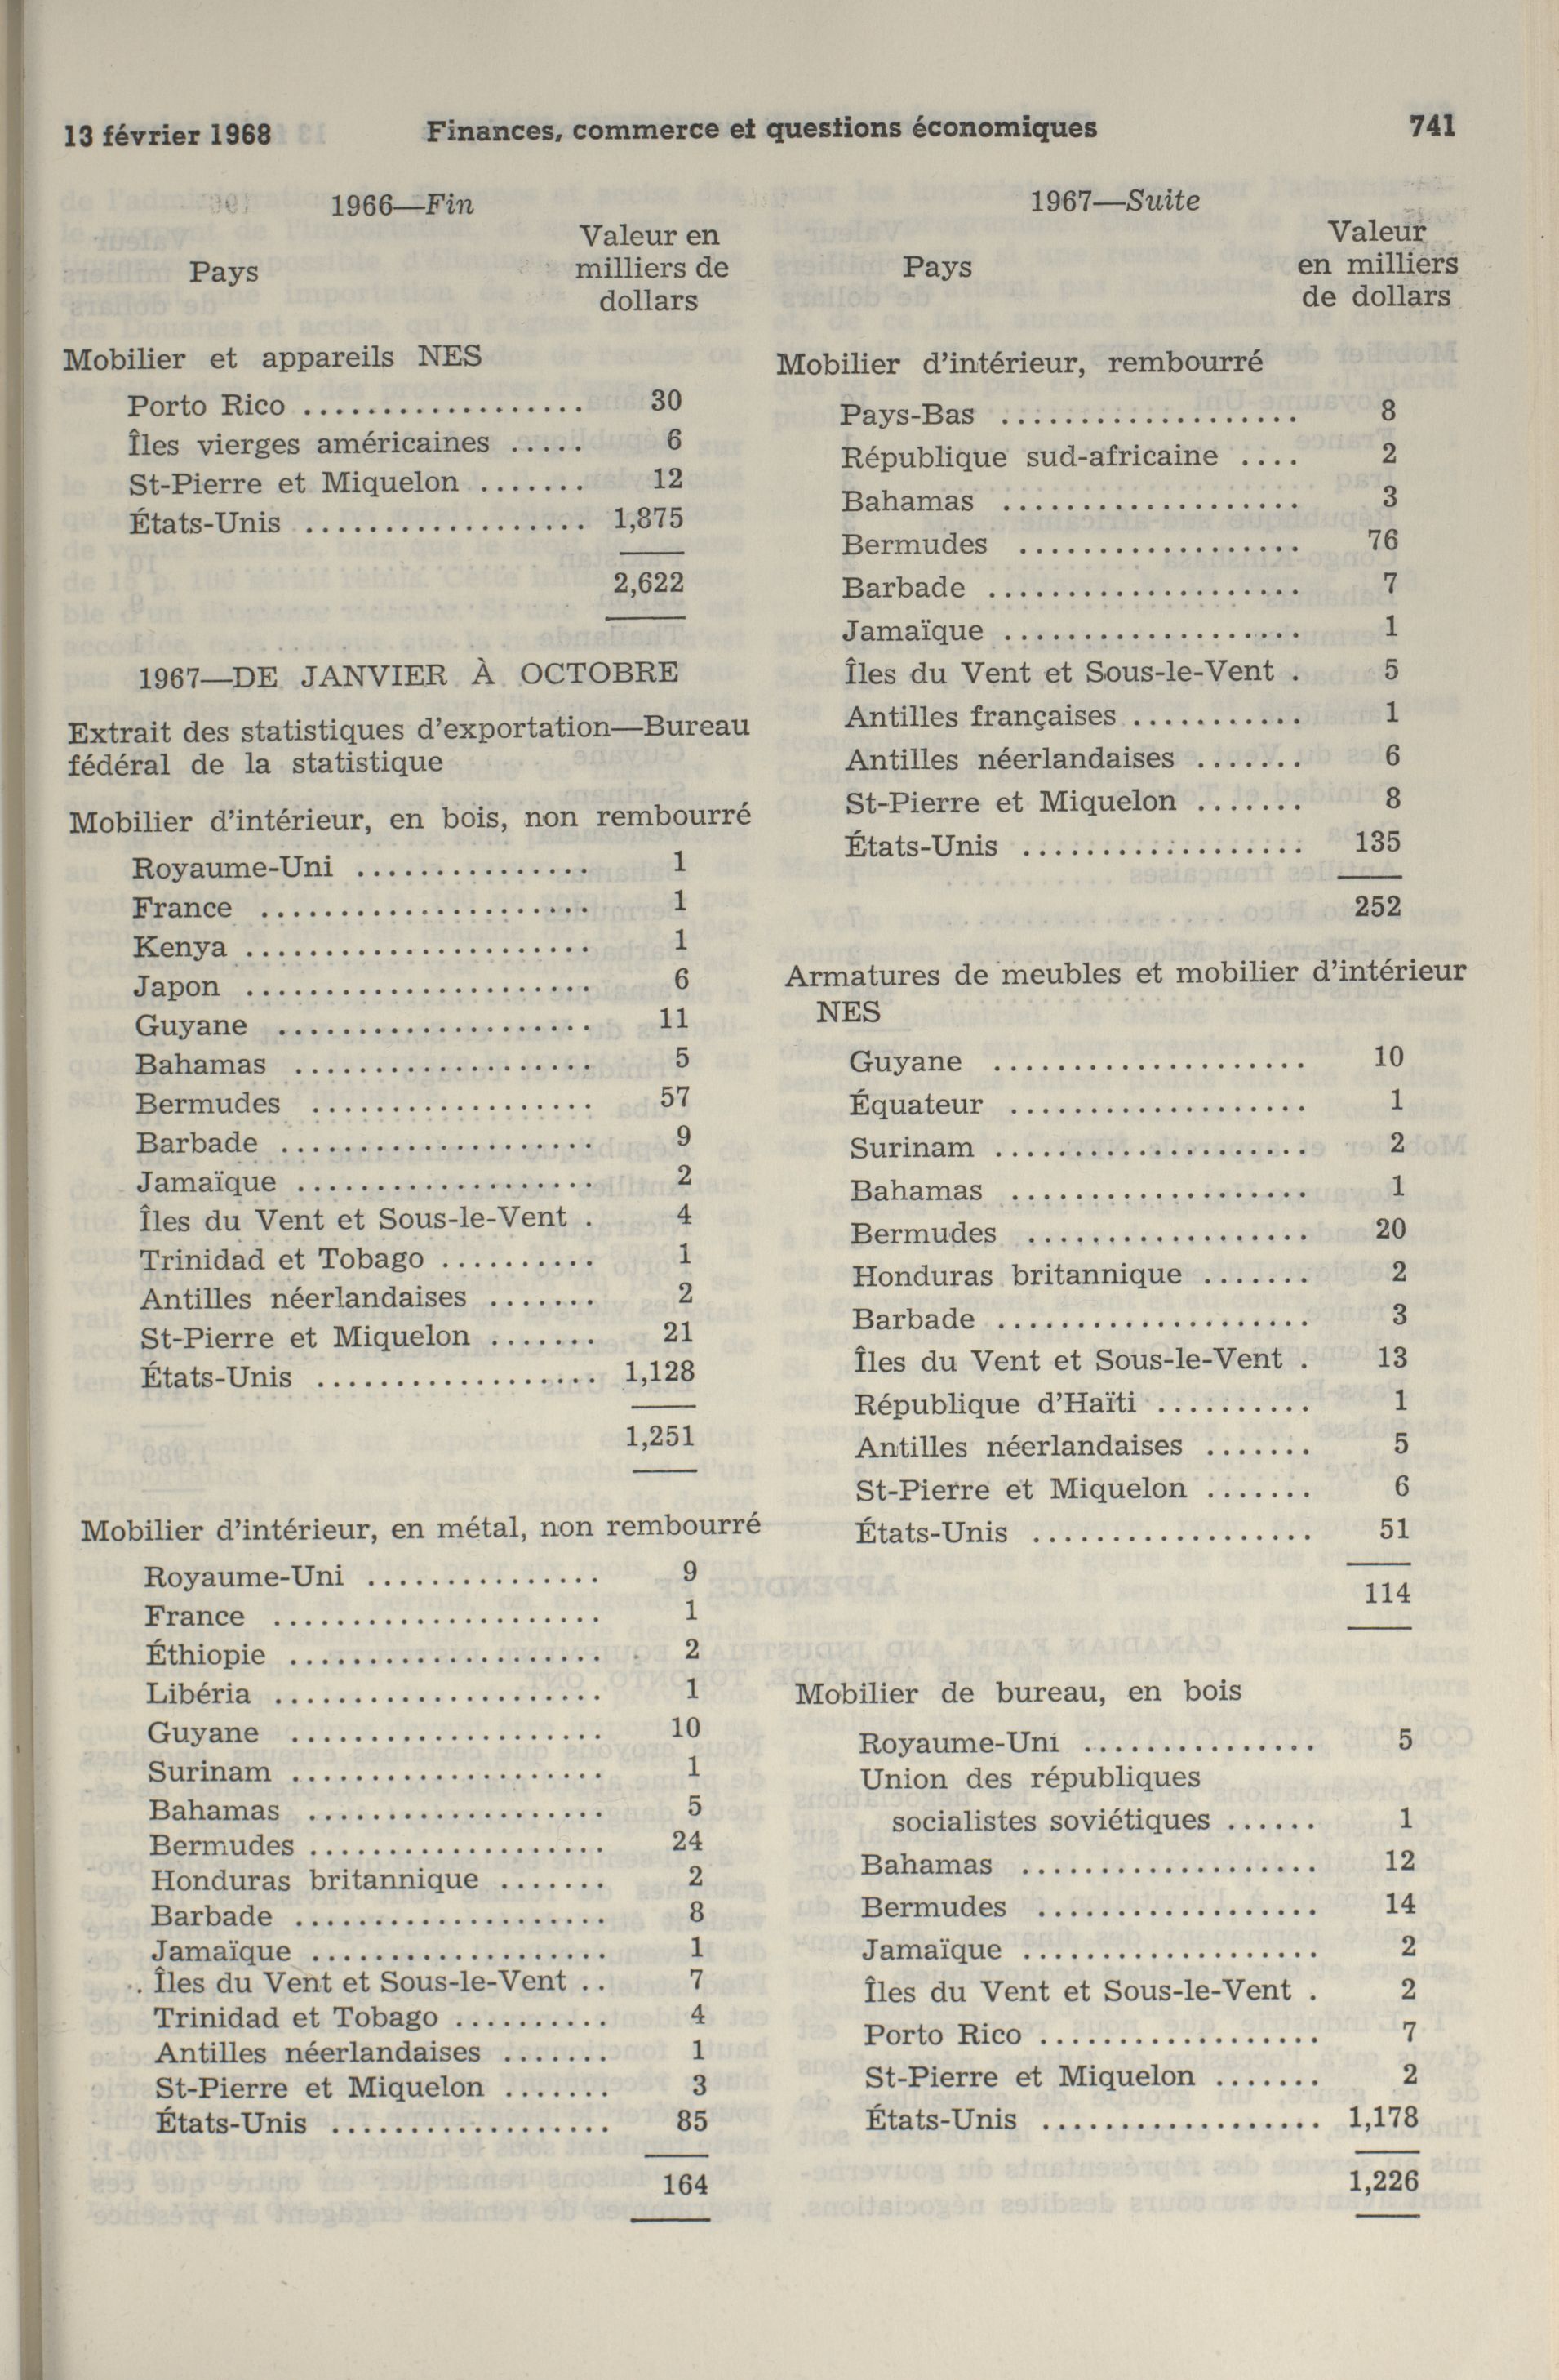 13 février 1968 Finances, commerce et questions économiques 741
1966—Fin
Pays
Valeur en
milliers de
dollars
Mobilier et appareils NES
Porto Rico .................. 30
Îles vierges américaines ..... 6
St-Pierre et Miquelon ....... 12
États-Unis .................. 1,875
2,622
1967—DE JANVIER À OCTOBRE
Extrait des statistiques d'exportation—Bureau
fédéral de la statistique
Mobilier d'intérieur, en bois, non rembourré
Royaume-Uni ............... 1
France ..................... 1
Kenya ...................... 1
Japon ...................... 6
Guyane .................... 11
Bahamas ................... 5
Bermudes .................. 57
Barbade .................... 9
Jamaïque ................... 2
Îles du Vent et Sous-le-Vent . 4
Trinidad et Tobago .......... 1
Antilles néerlandaises ....... 2
St-Pierre et Miquelon ....... 21
États-Unis .................. 1,128
1,251
Mobilier d'intérieur, en métal, non rembourré
Royaume-Uni ............... 9
France ..................... 1
Éthiopie .................... 2
Libéria ..................... 1
Guyane .................... 10
Surinam .................... 1
Bahamas ................... 5
Bermudes ................... 24
Honduras britannique ....... 2
Barbade .................... 8
Jamaïque ................... 1
Îles du Vent et Sous-le-Vent .. 7
Trinidad et Tobago .......... 4
Antilles néerlandaises ....... 1
St-Pierre et Miquelon ....... 3
États-Unis .................. 85
164
1967—Suite
Pays
Valeur
en milliers
de dollars
Mobilier d'intérieur, rembourré
Pays-Bas ................... 8
République sud-africaine .... 2
Bahamas ................... 3
Bermudes .................. 76
Barbade .................... 7
Jamaïque ................... 1
Îles du Vent et Sous-le-Vent . 5
Antilles françaises ........... 1
Antilles néerlandaises ....... 6
St-Pierre et Miquelon ....... 8
États-Unis .................. 135
252
Armatures de meubles et mobilier d'intérieur
NES
Guyane .................... 10
Équateur ................... 1
Surinam .................... 2
Bahamas ................... 1
Bermudes .................. 20
Honduras britannique ....... 2
Barbade .................... 3
Îles du Vent et Sous-le-Vent . 13
République d'Haïti .......... 1
Antilles néerlandaises ....... 5
St-Pierre et Miquelon ....... 6
États-Unis .................. 51
114
Mobilier de bureau, en bois
Royaume-Uni ............... 5
Union des républiques
socialistes soviétiques ...... 1
Bahamas ................... 12
Bermudes .................. 14
Jamaïque ................... 2
Îles du Vent et Sous-le-Vent . 2
Porto Rico .................. 7
St-Pierre et Miquelon ....... 2
États-Unis .................. 1,178
1,226